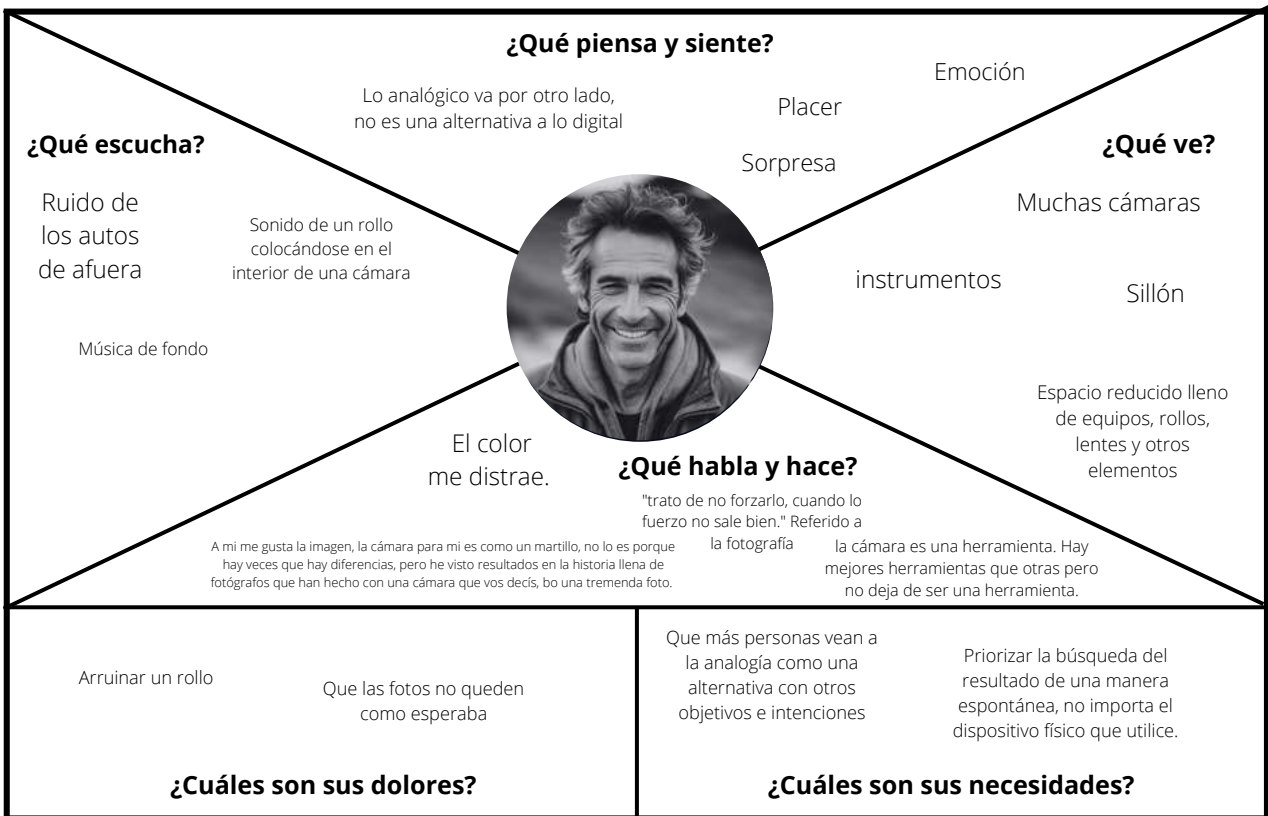 ¿Qué piensa y siente?
Emoción
Lo analógico va por otro lado,
no es una alternativa a lo digital
Placer
Sorpresa
¿Qué escucha?
Ruido de
los autos
de afuera
Sonido de un rollo
colocándose en el
interior de una cámara
Música de fondo
¿Qué ve?
Muchas cámaras
instrumentos
Sillón
Espacio reducido lleno
de equipos, rollos,
lentes y otros
elementos
El color
me distrae.
¿Qué habla y hace?
"trato de no forzarlo, cuando lo
fuerzo no sale bien." Referido a
la fotografía
A mi me gusta la imagen, la cámara para mi es como un martillo, no lo es porque
hay veces que hay diferencias, pero he visto resultados en la historia llena de
fotógrafos que han hecho con una cámara que vos decís, bo una tremenda foto.
la cámara es una herramienta. Hay
mejores herramientas que otras pero
no deja de ser una herramienta.
Arruinar un rollo
Que las fotos no queden
como esperaba
¿Cuáles son sus dolores?
Que más personas vean a
la analogía como una
alternativa con otros
objetivos e intenciones
Priorizar la búsqueda del
resultado de una manera
espontánea, no importa el
dispositivo físico que utilice.
¿Cuáles son sus necesidades?